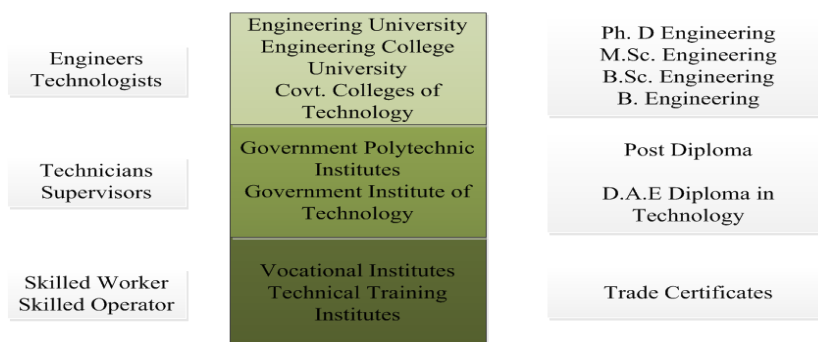 Engineers
Technologists
Engineering University
Engineering College
University
Covt. Colleges of
Technology
Ph. D Engineering
M.Sc. Engineering
B.Sc. Engineering
B. Engineering
Technicians
Supervisors
Government Polytechnic
Institutes
Government Institute of
Technology
Post Diploma
D.A.E Diploma in
Technology
Skilled Worker
Skilled Operator
Vocational Institutes
Technical Training
Institutes
Trade Certificates